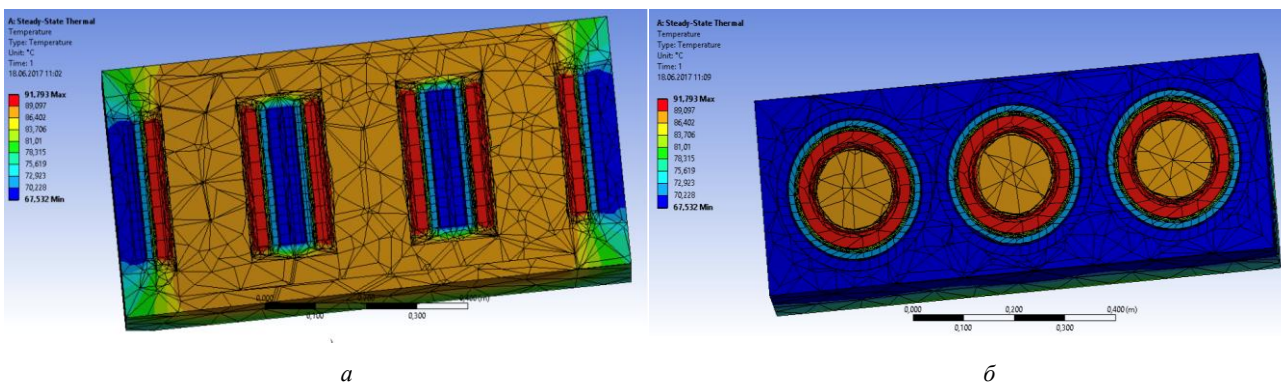 A: Steady-State Thermal
Temperature
Type: Temperature
Unit: °C
Time: 1
18.06.2017 11:02
91,793 Max
89,097
86,402
83,706
81,01
78,315
75,619
72,923
70,228
67,532 Min
0,000
0,200
0,400 (m)
0,100
0,300
а
A: Steady-State Thermal
Temperature
Type: Temperature
Unit: °C
Time: 1
18.06.2017 11:09
91,793 Max
89,097
86,402
83,706
81,01
78,315
75,619
72,923
70,228
67,532 Min
0,000
0,200
0,400 (m)
0,100
0,300
б